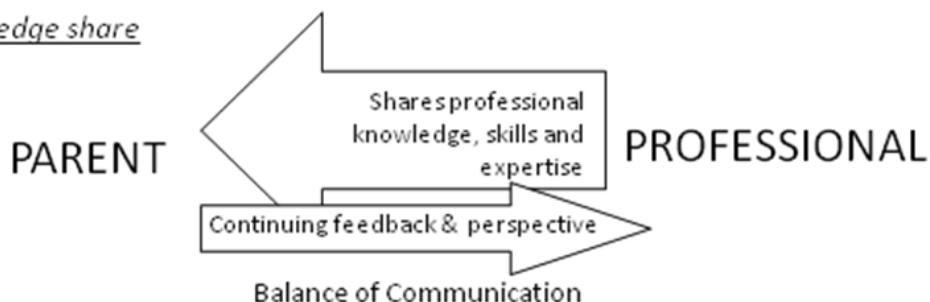 edge share
Shares professional
knowledge, skills and
expertise
PARENT
PROFESSIONAL
Continuing feedback & perspective
Balance of Communication